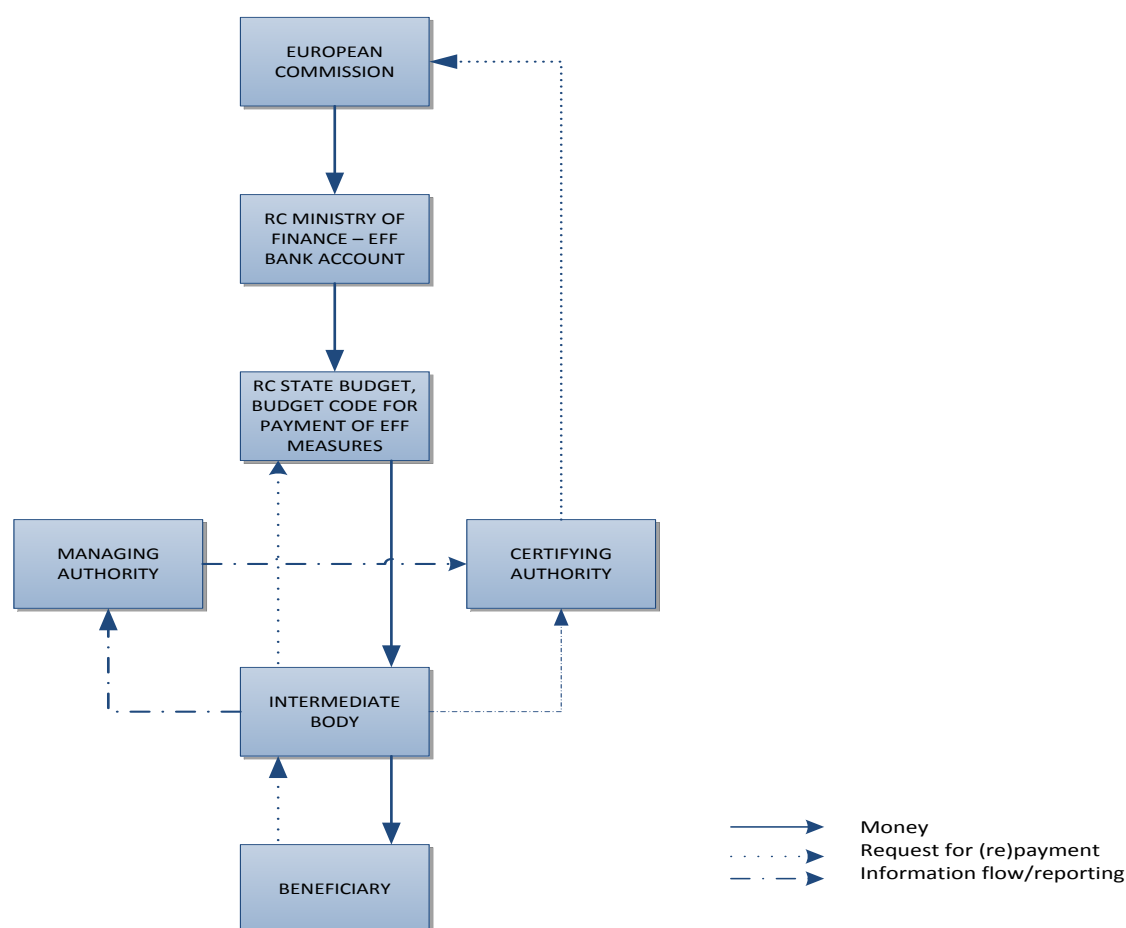 EUROPEAN
COMMISSION
RC MINISTRY OF
FINANCE – EFF
BANK ACCOUNT
RC STATE BUDGET,
BUDGET CODE FOR
PAYMENT OF EFF
MEASURES
MANAGING
AUTHORITY
CERTIFYING
AUTHORITY
INTERMEDIATE
BODY
BENEFICIARY
Money
Request for (re)payment
Information flow/reporting